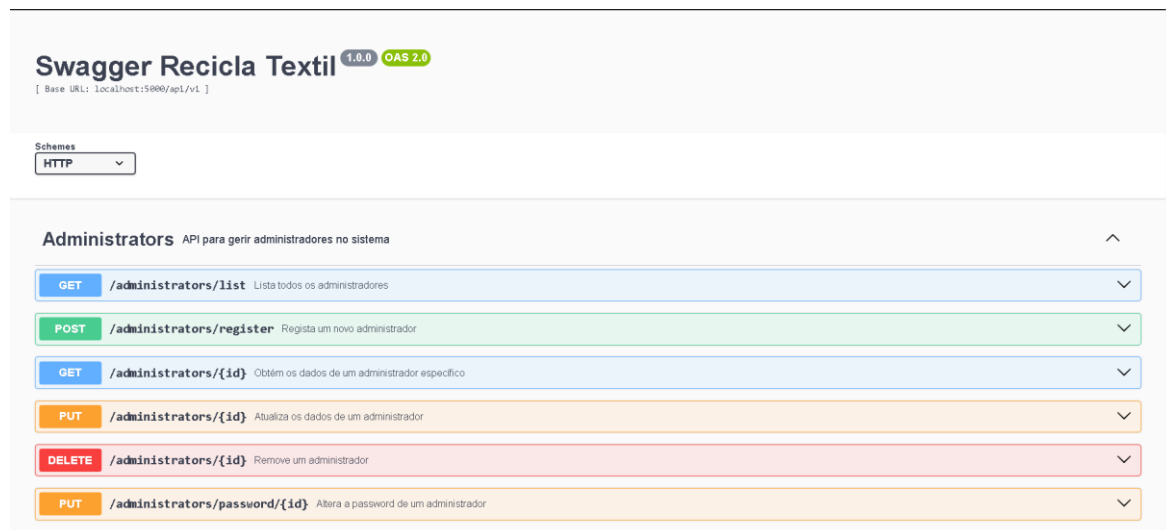 Swagger Recicla Textil 1.0.0 OAS 2.0
[ Base URL: localhost:5000/api/v1 ]
Schemes
HTTP
Administrators API para gerir administradores no sistema
GET /administrators/list Lista todos os administradores
POST /administrators/register Regista um novo administrador
GET /administrators/{id} Obtém os dados de um administrador específico
PUT /administrators/{id} Atualiza os dados de um administrador
DELETE /administrators/{id} Remove um administrador
PUT /administrators/password/{id} Altera a password de um administrador